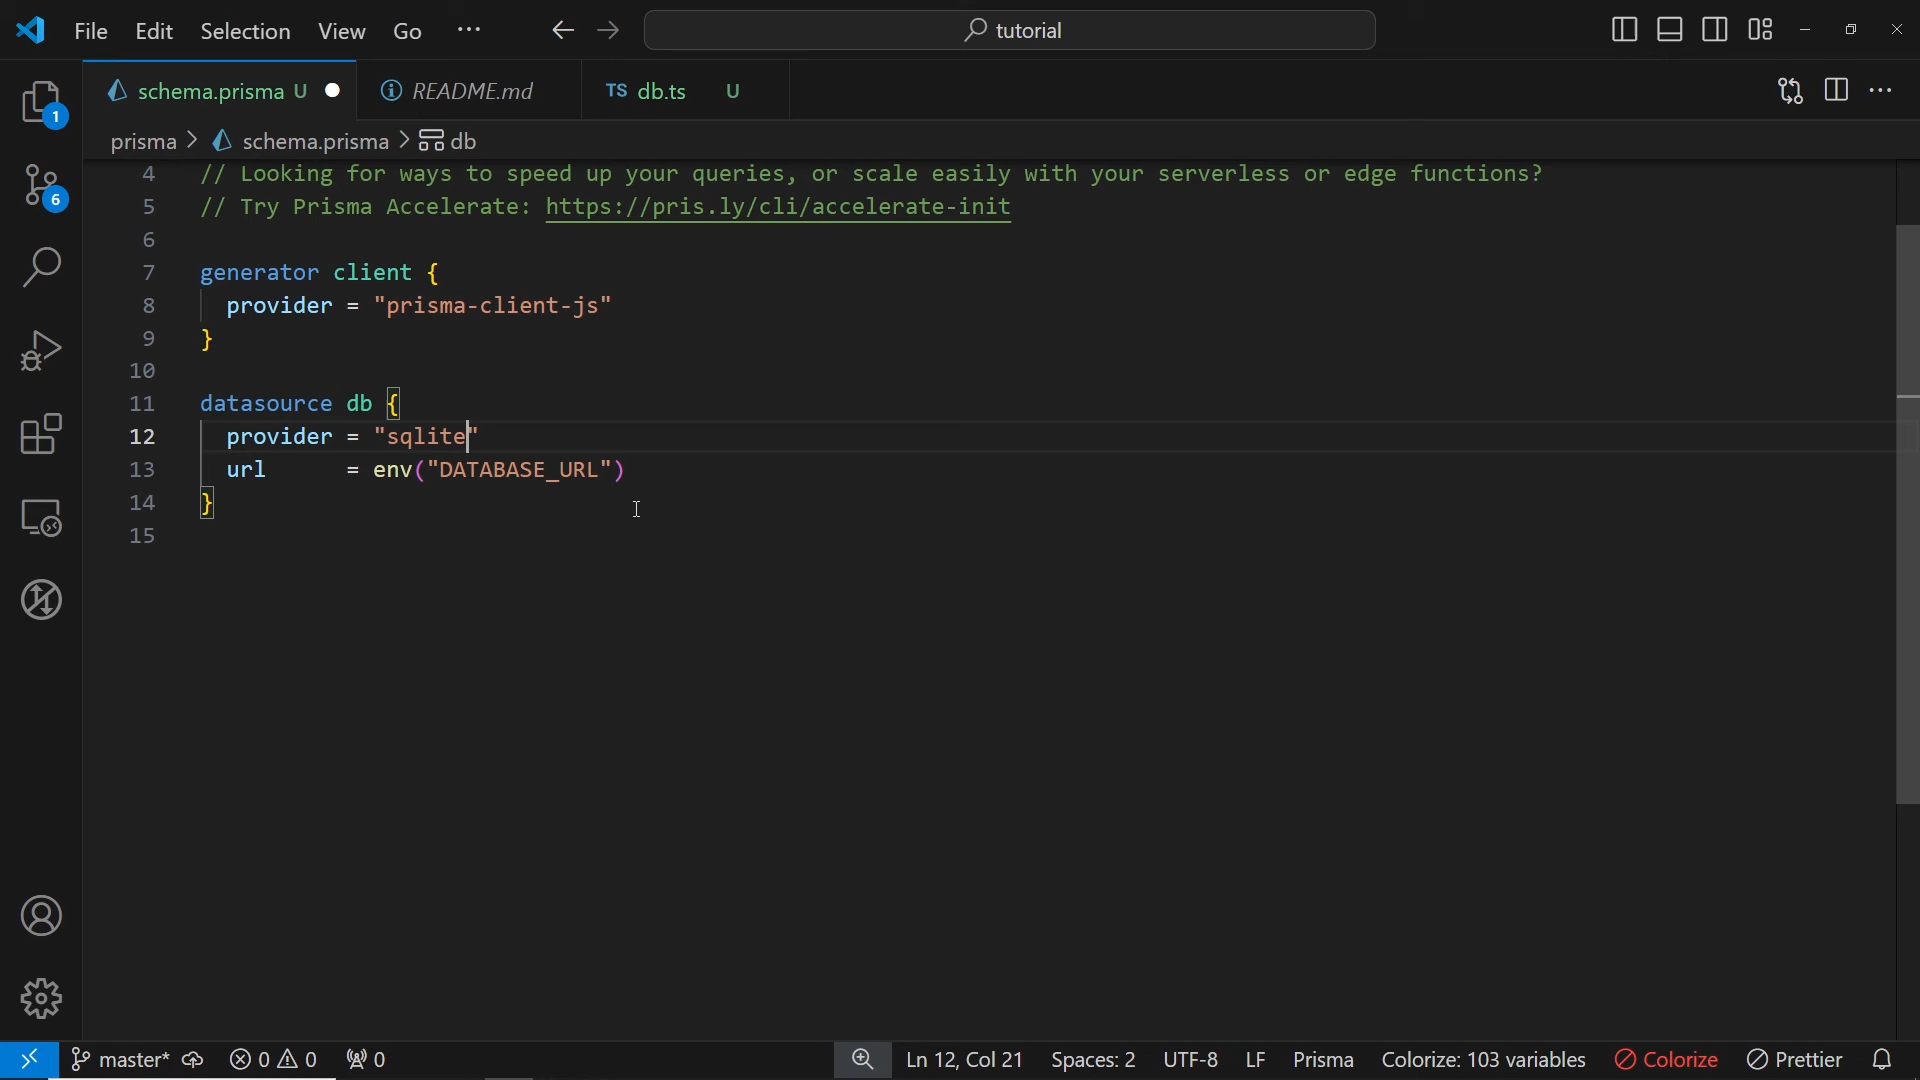 File Edit Selection View Go ··· tutorial
schema.prisma U README.md TS db.ts U
prisma > schema.prisma > db
1
6
4 // Looking for ways to speed up your queries, or scale easily with your serverless or edge functions?
5 // Try Prisma Accelerate: https://pris.ly/cli/accelerate-init
6
7 generator client {
8 provider = "prisma-client-js"
9 }
10
11 datasource db {
12 provider = "sqlite"
13 url = env("DATABASE_URL")
14 }
15
master* 0 0 0 Ln 12, Col 21 Spaces: 2 UTF-8 LF Prisma Colorize: 103 variables Colorize Prettier